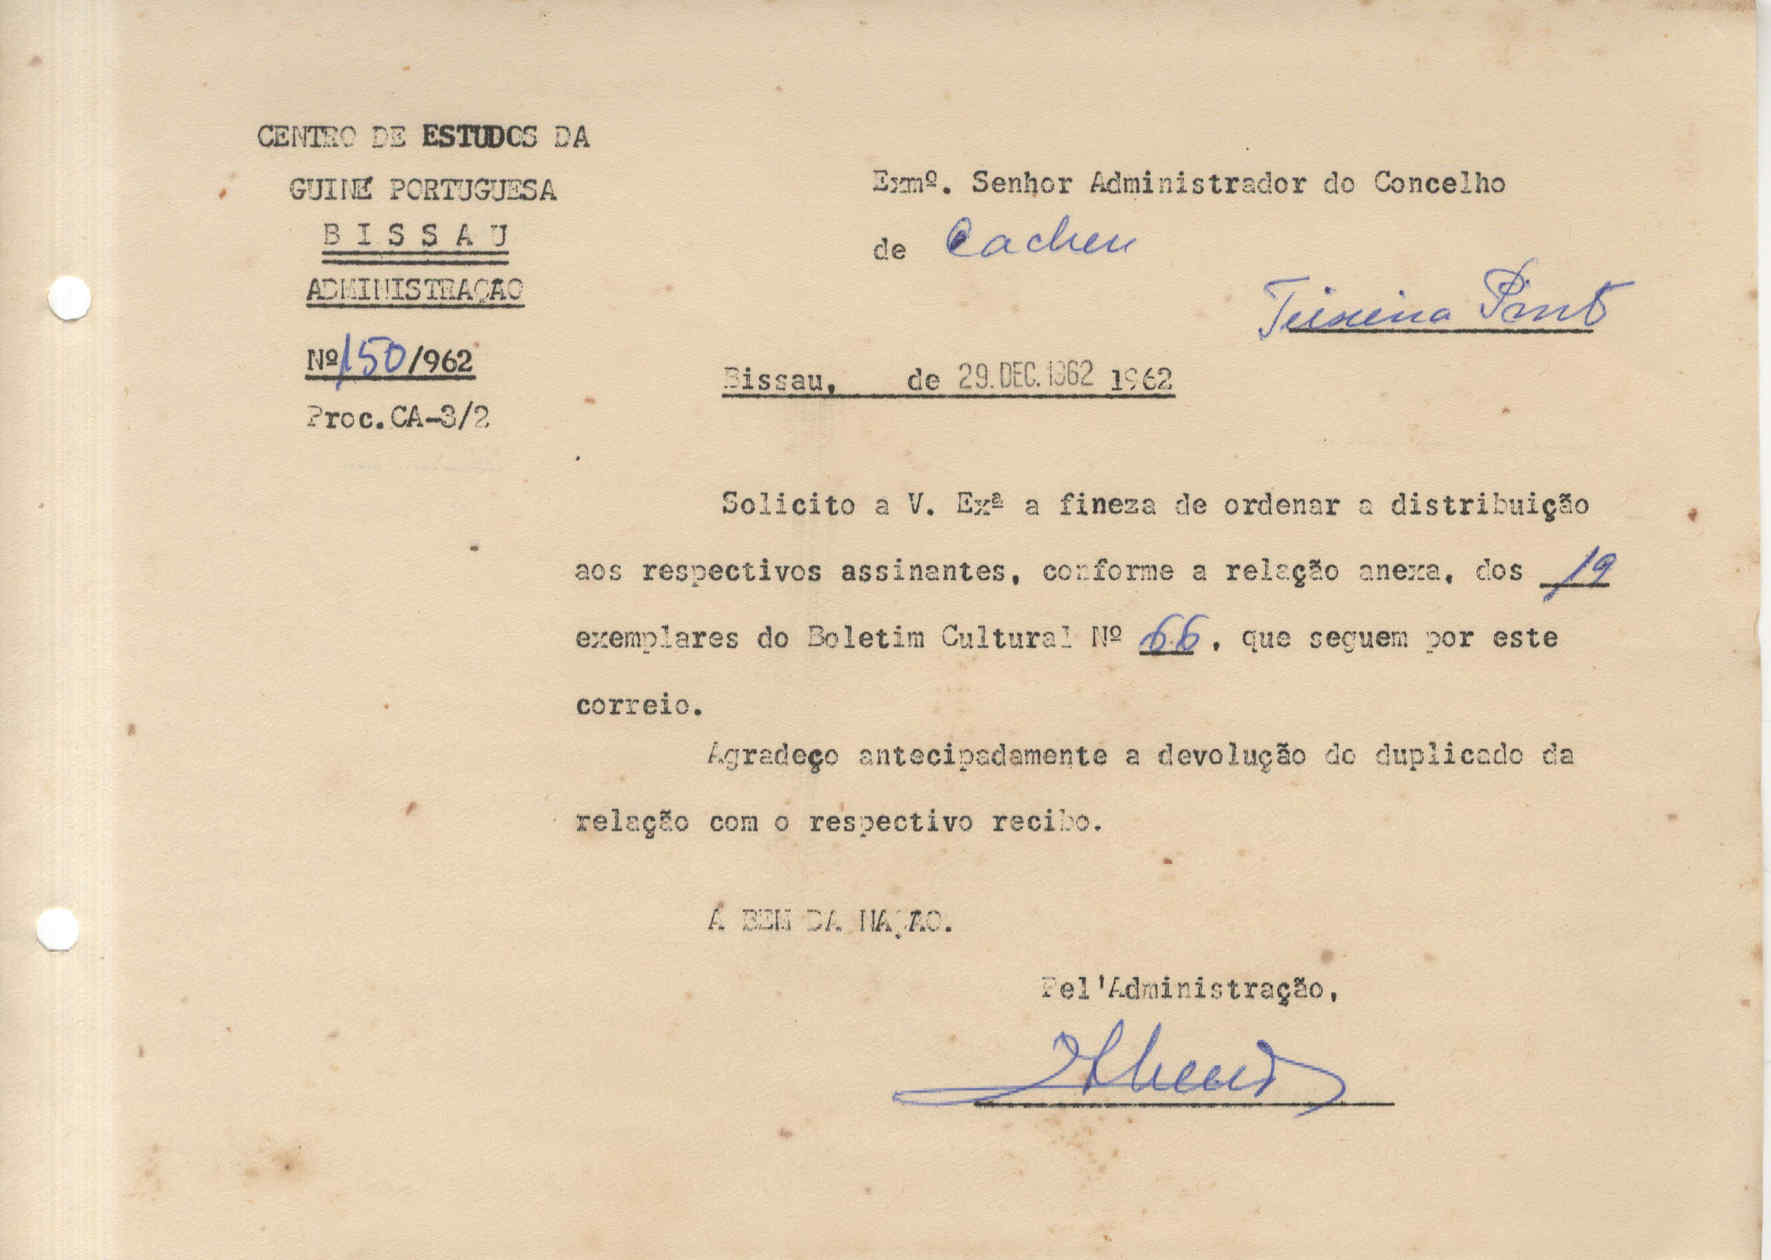 CENTRO DE ESTUDOS DA
GUINÉ PORTUGUESA
B I S S A U
ADMINISTRAÇÃO
Nº 150/962
Proc.CA-3/2
Exmº. Senhor Administrador do Concelho
de Cacheu
Teixeira Pinto
Bissau, de 29.DEC.1962 1962
Solicito a V. Exª a fineza de ordenar a distribuição
aos respectivos assinantes, conforme a relação anexa, dos 19
exemplares do Boletim Cultural Nº 66, que seguem por este
correio.
Agradeço antecipadamente a devolução do duplicado da
relação com o respectivo recibo.
A BEM DA NAÇÃO.
Pel'Administração,